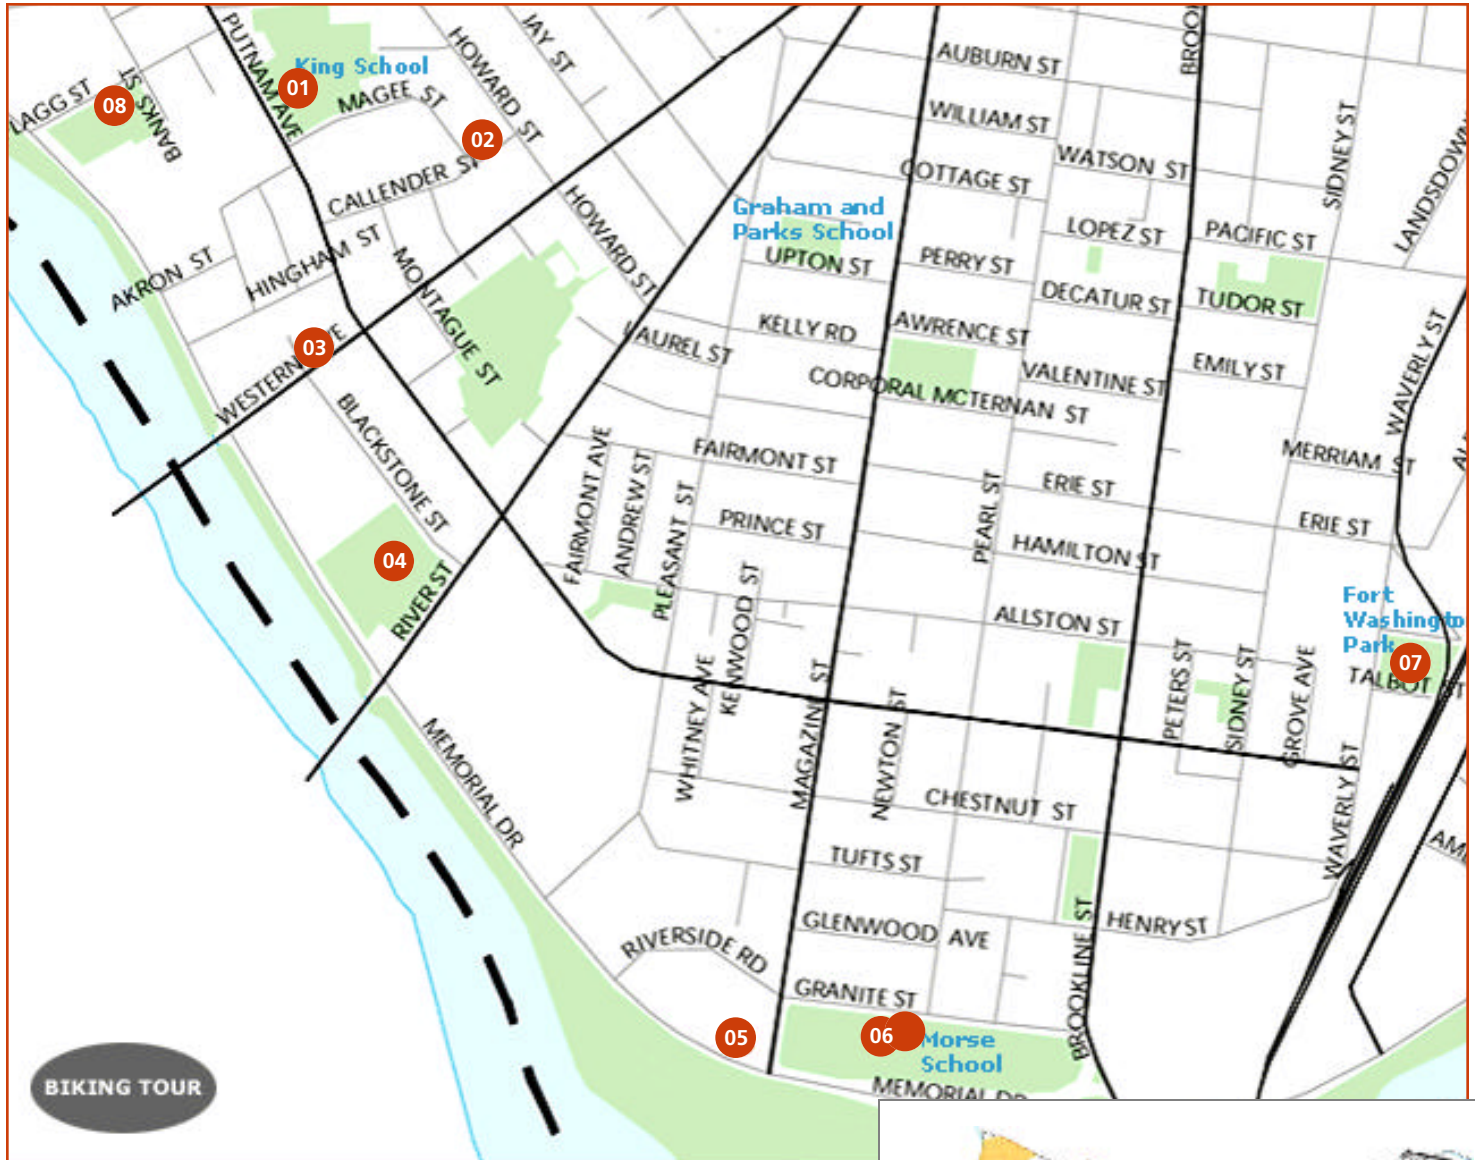 PUTNAM AVE
King School
01
HOWARD ST
JAY ST
LAGG ST
08
BANKS ST
MAGEE ST
02
CALLENDER ST
HINGHAM ST
AKRON ST
MONTAGUE ST
HOWARD ST
WESTERN AVE
03
BLACKSTONE ST
04
RIVER ST
MEMORIAL DR
LAUREL ST
AUBURN ST
BROO
WILLIAM ST
WATSON ST
COTTAGE ST
SIDNEY ST
LANDSDOWN
Graham and
Parks School
UPTON ST
PERRY ST
LOPEZ ST
PACIFIC ST
DECATUR ST
TUDOR ST
KELLY RD
AWRENCE ST
VALENTINE ST
EMILY ST
CORPORAL MCTERNAN ST
WAVERLY ST
FAIRMONT AVE
ANDREW ST
PLEASANT ST
FAIRMONT ST
PRINCE ST
PEARL ST
ERIE ST
MERRIAM ST
ERIE ST
HAMILTON ST
KENWOOD ST
WHITNEY AVE
ALLSTON ST
Fort
Washingto
Park
07
TALBOT ST
PETERS ST
SIDNEY ST
GROVE AVE
MAGAZINE ST
NEWTON ST
CHESTNUT ST
WAVERLY ST
AM
TUFTS ST
GLENWOOD AVE
HENRY ST
BROOKLINE ST
RIVERSIDE RD
GRANITE ST
05
06
Morse
School
MEMORIAL DR
BIKING TOUR